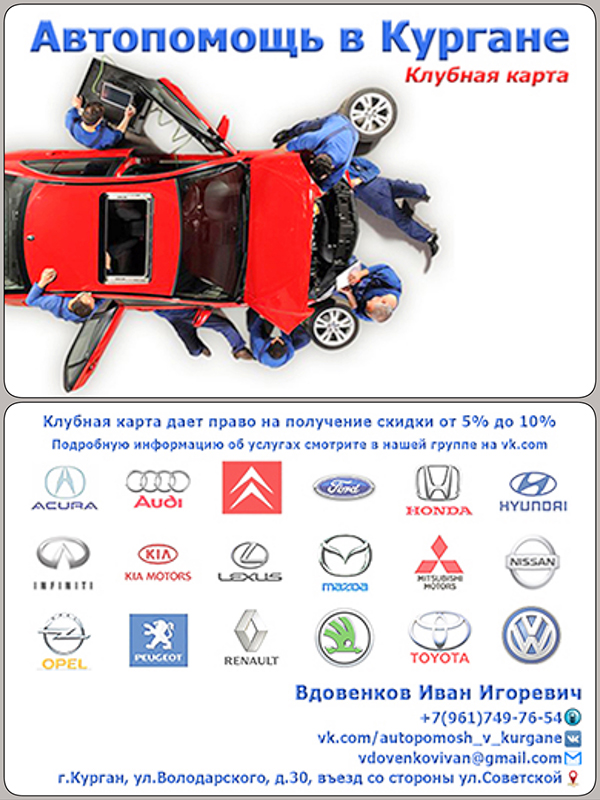 Автопомощь в Кургане
Клубная карта
Клубная карта дает право на получение скидки от 5% до 10%
Подробную информацию об услугах смотрите в нашей группе на vk.com
ACURA
Audi
Ford
HONDA
HYUNDAI
INFINITI
KIA
KIA MOTORS
LEXUS
mazda
MITSUBISHI
MOTORS
NISSAN
OPEL
PEUGEOT
RENAULT
TOYOTA
Вдовенков Иван Игоревич
+7(961)749-76-54
vk.com/autopomosh_v_kurgane
vdovenkovivan@gmail.com
г.Курган, ул.Володарского, д.30, въезд со стороны ул.Советской